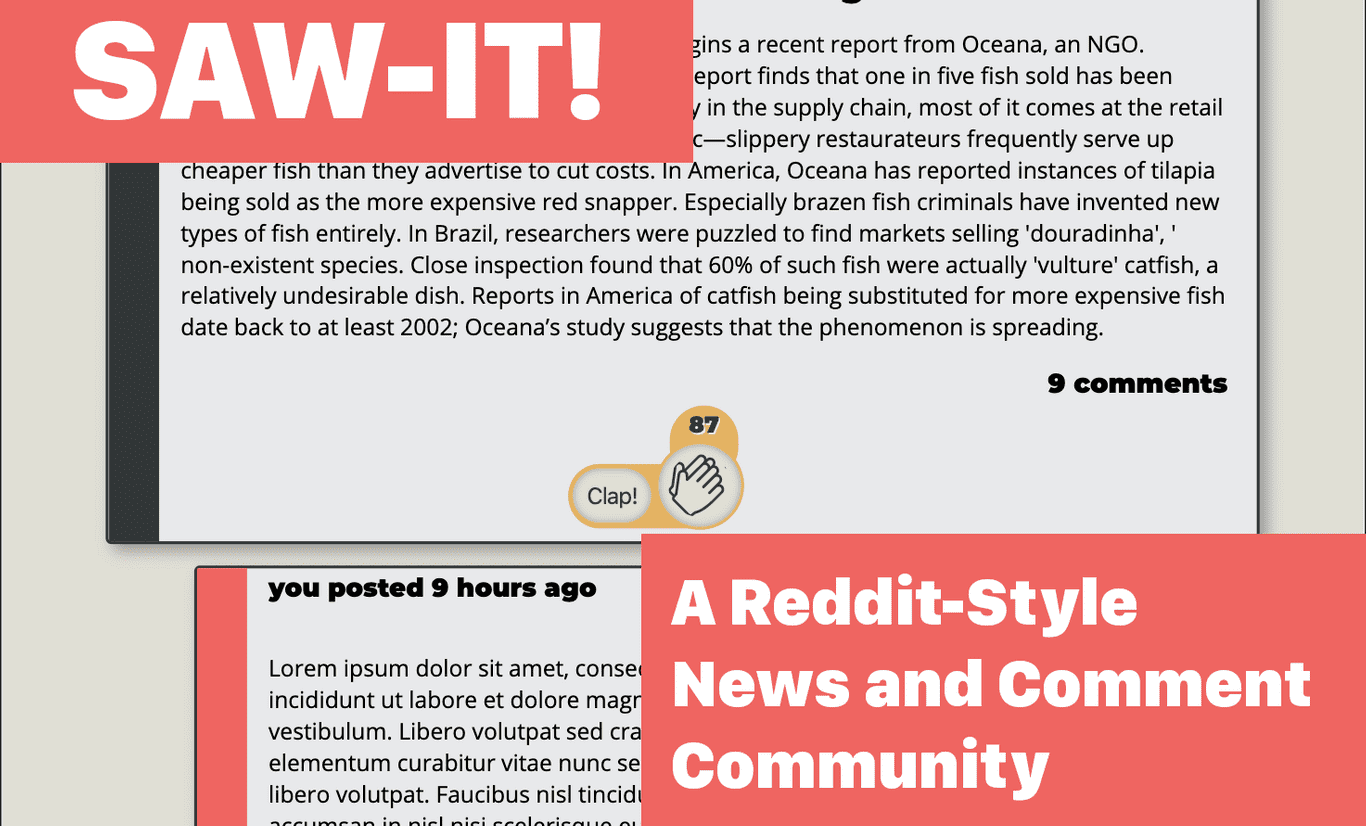 SAW-IT!
gins a recent report from Oceana, an NGO.
eport finds that one in five fish sold has been
y in the supply chain, most of it comes at the retail
c—slippery restaurateurs frequently serve up
cheaper fish than they advertise to cut costs. In America, Oceana has reported instances of tilapia
being sold as the more expensive red snapper. Especially brazen fish criminals have invented new
types of fish entirely. In Brazil, researchers were puzzled to find markets selling 'douradinha', '
non-existent species. Close inspection found that 60% of such fish were actually 'vulture' catfish, a
relatively undesirable dish. Reports in America of catfish being substituted for more expensive fish
date back to at least 2002; Oceana’s study suggests that the phenomenon is spreading.
9 comments
87
Clap!
you posted 9 hours ago
Lorem ipsum dolor sit amet, conse
incididunt ut labore et dolore magn
vestibulum. Libero volutpat sed cra
elementum curabitur vitae nunc se
libero volutpat. Faucibus nisl tincidu
accumsan in nisl nisi scelerisque eu
A Reddit-Style
News and Comment
Community